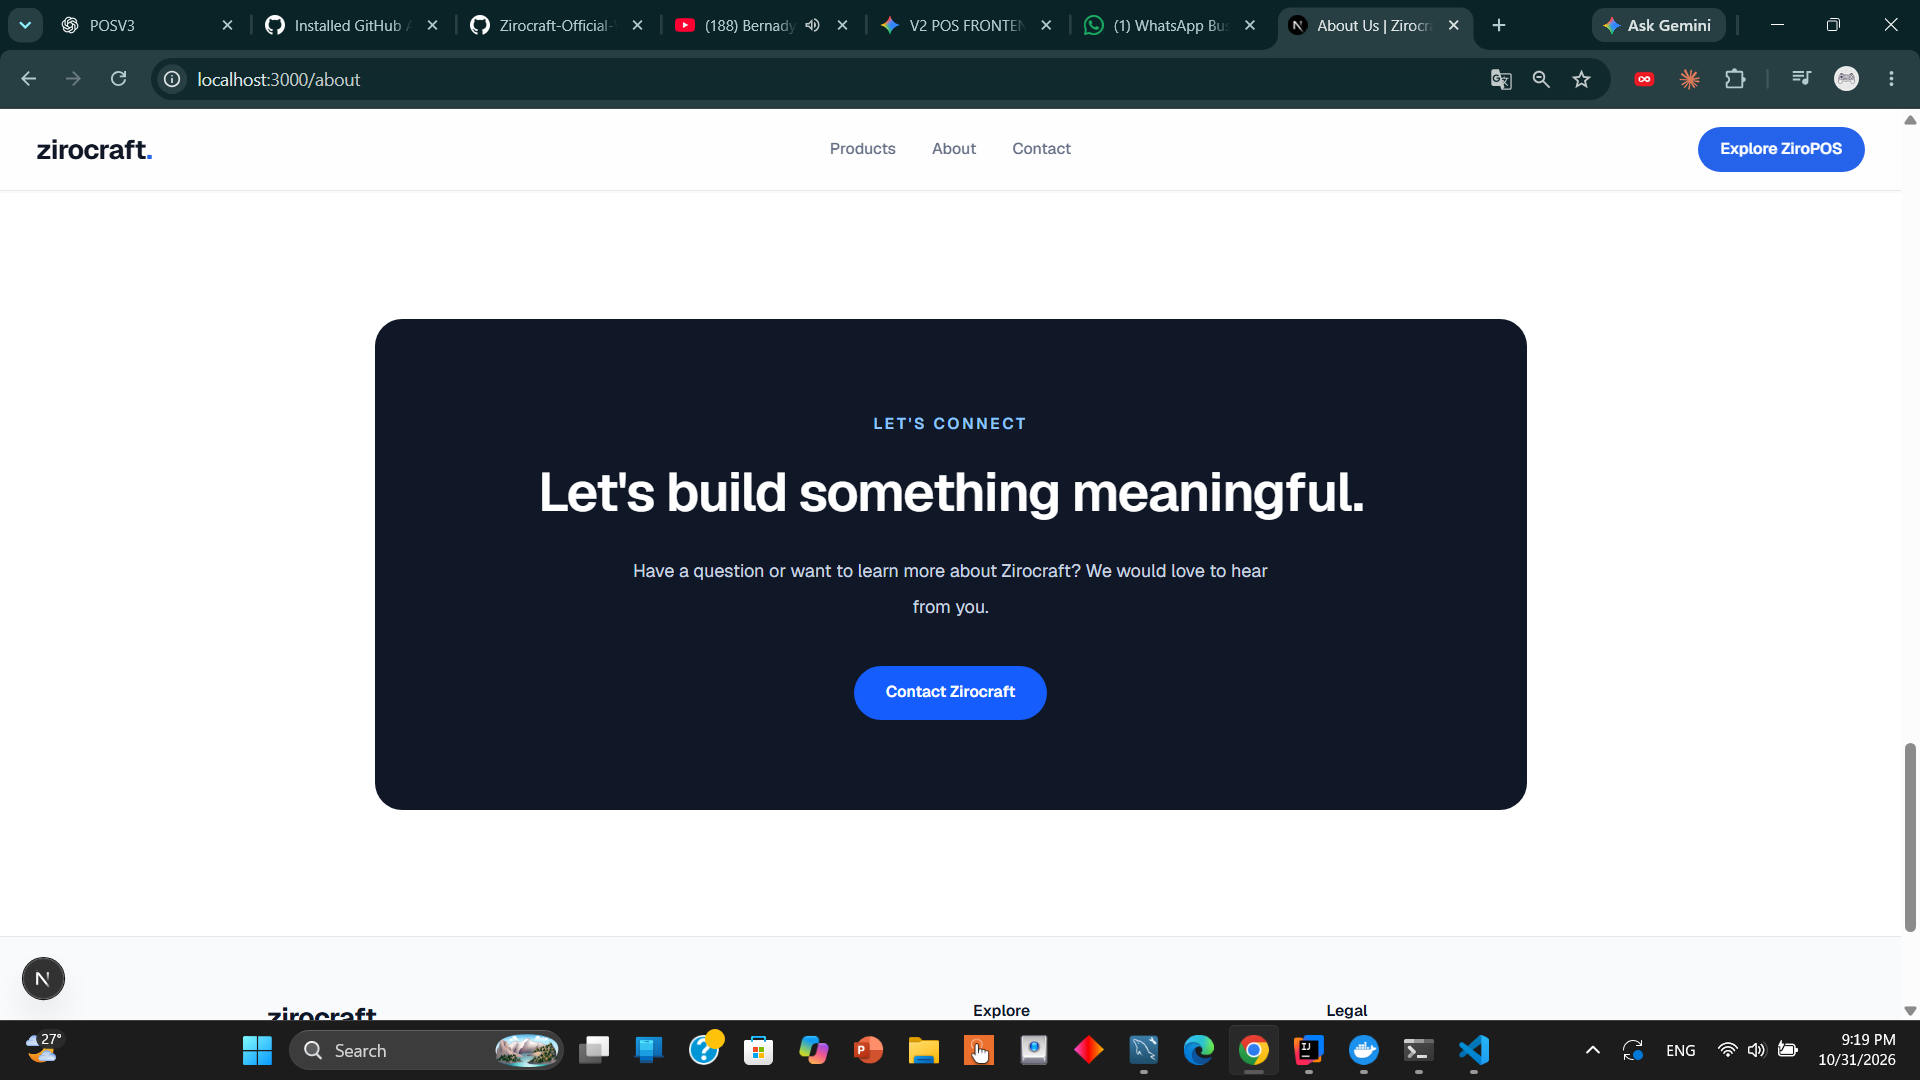 POSV3
Installed GitHub A
Zirocraft-Official-
(188) Bernady
V2 POS FRONTEN
(1) WhatsApp Bus
About Us | Zirocra
Ask Gemini
localhost:3000/about
zirocraft.
Products
About
Contact
Explore ZiroPOS
LET'S CONNECT
Let's build something meaningful.
Have a question or want to learn more about Zirocraft? We would love to hear
from you.
Contact Zirocraft
N
zirocraft
Explore
Legal
27°
Search
ENG
9:19 PM
10/31/2026